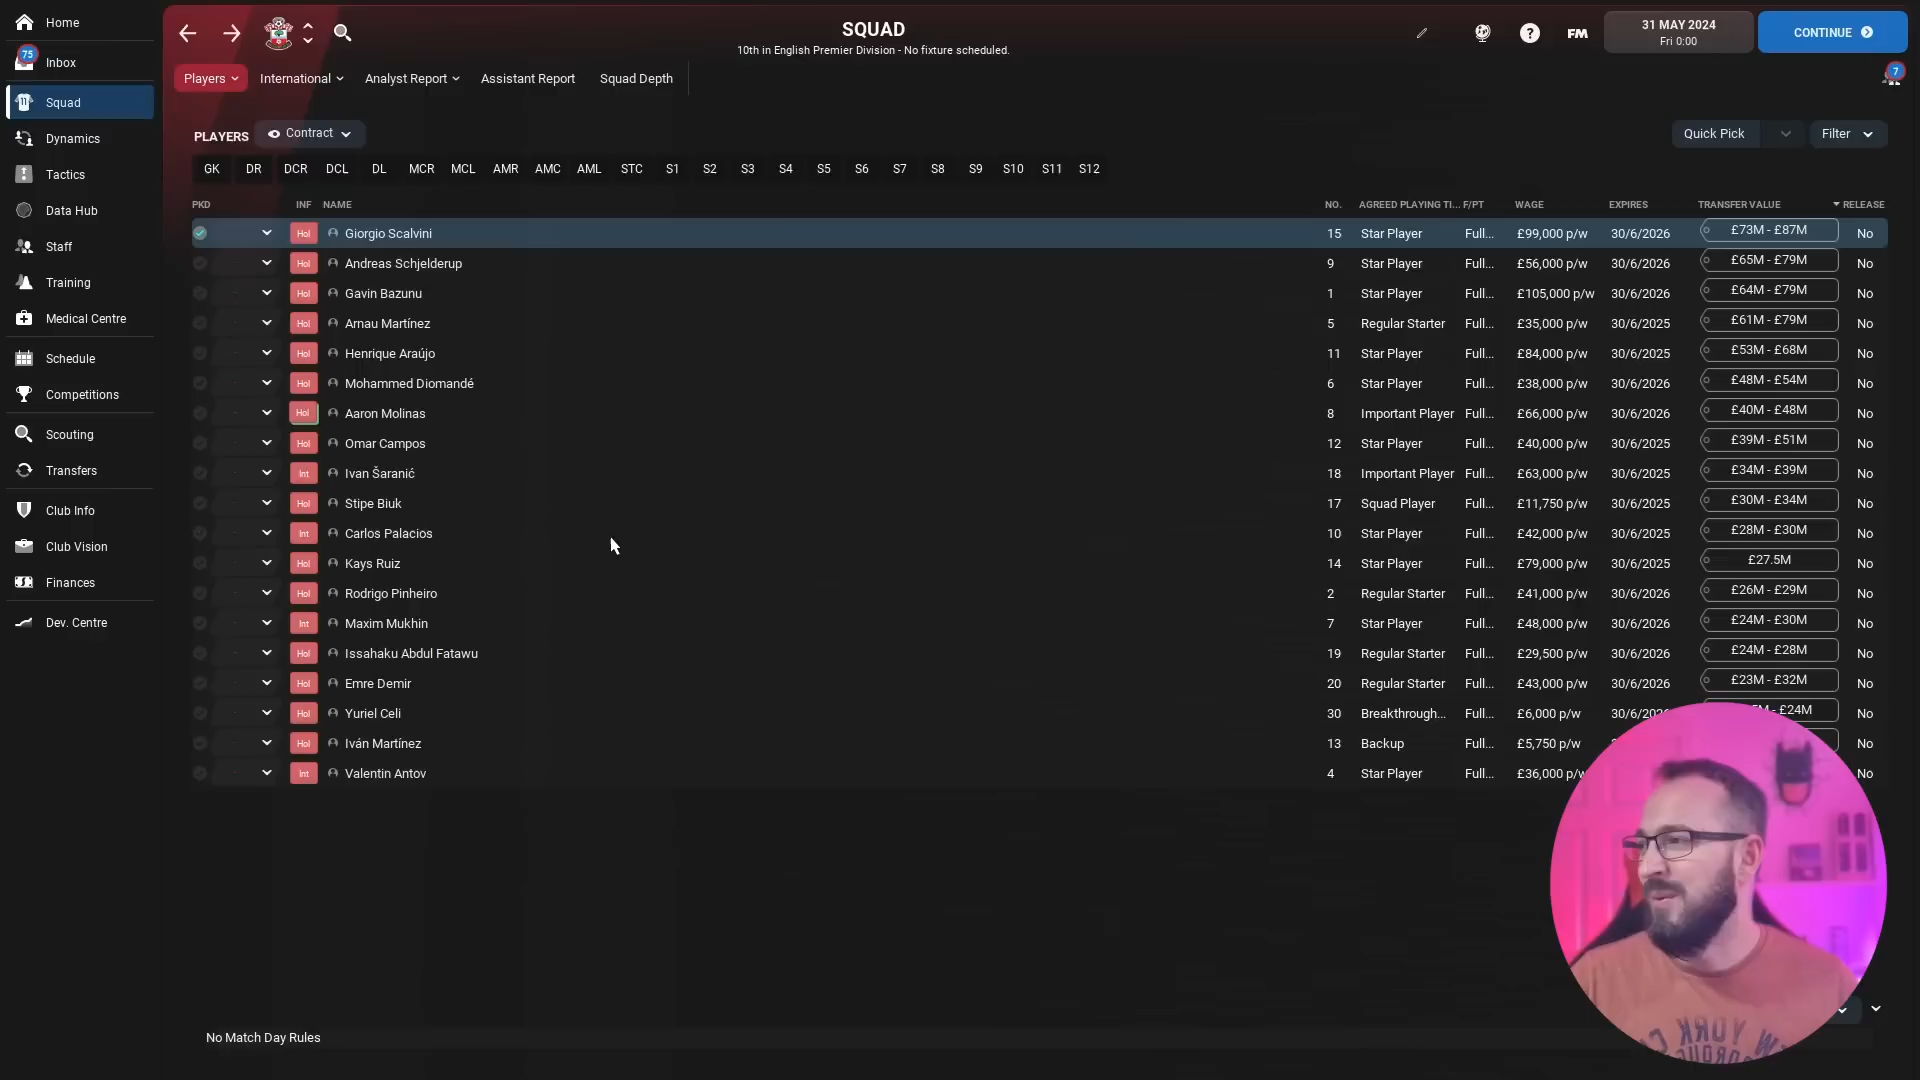 Home
SQUAD
10th in English Premier Division - No fixture scheduled.
FM
31 MAY 2024
Fri 0:00
CONTINUE
75
Inbox
Players
International
Analyst Report
Assistant Report
Squad Depth
7
Squad
Dynamics
Tactics
Data Hub
Staff
Training
Medical Centre
Schedule
Competitions
Scouting
Transfers
Club Info
Club Vision
Finances
Dev. Centre
PLAYERS
Contract
Quick Pick
Filter
GK DR DCR DCL DL MCR MCL AMR AMC AML STC S1 S2 S3 S4 S5 S6 S7 S8 S9 S10 S11 S12
PKD INF NAME NO. AGREED PLAYING TI... F/PT WAGE EXPIRES TRANSFER VALUE RELEASE
Hol Giorgio Scalvini 15 Star Player Full... £99,000 p/w 30/6/2026 £73M - £87M No
Hol Andreas Schjelderup 9 Star Player Full... £56,000 p/w 30/6/2026 £65M - £79M No
Hol Gavin Bazunu 1 Star Player Full... £105,000 p/w 30/6/2026 £64M - £79M No
Hol Arnau Martínez 5 Regular Starter Full... £35,000 p/w 30/6/2025 £61M - £79M No
Hol Henrique Araújo 11 Star Player Full... £84,000 p/w 30/6/2025 £53M - £68M No
Hol Mohammed Diomandé 6 Star Player Full... £38,000 p/w 30/6/2026 £48M - £54M No
Hol Aaron Molinas 8 Important Player Full... £66,000 p/w 30/6/2026 £40M - £48M No
Hol Omar Campos 12 Star Player Full... £40,000 p/w 30/6/2025 £39M - £51M No
Int Ivan Šaranić 18 Important Player Full... £63,000 p/w 30/6/2025 £34M - £39M No
Hol Stipe Biuk 17 Squad Player Full... £11,750 p/w 30/6/2025 £30M - £34M No
Int Carlos Palacios 10 Star Player Full... £42,000 p/w 30/6/2025 £28M - £30M No
Hol Kays Ruiz 14 Star Player Full... £79,000 p/w 30/6/2025 £27.5M No
Hol Rodrigo Pinheiro 2 Regular Starter Full... £41,000 p/w 30/6/2026 £26M - £29M No
Int Maxim Mukhin 7 Star Player Full... £48,000 p/w 30/6/2026 £24M - £30M No
Hol Issahaku Abdul Fatawu 19 Regular Starter Full... £29,500 p/w 30/6/2026 £24M - £28M No
Hol Emre Demir 20 Regular Starter Full... £43,000 p/w 30/6/2026 £23M - £32M No
Hol Yuriel Celi 30 Breakthrough... Full... £6,000 p/w - £24M No
Hol Iván Martínez 13 Backup Full... £5,750 p/w No
Int Valentin Antov 4 Star Player Full... £36,000 p/w No
No Match Day Rules